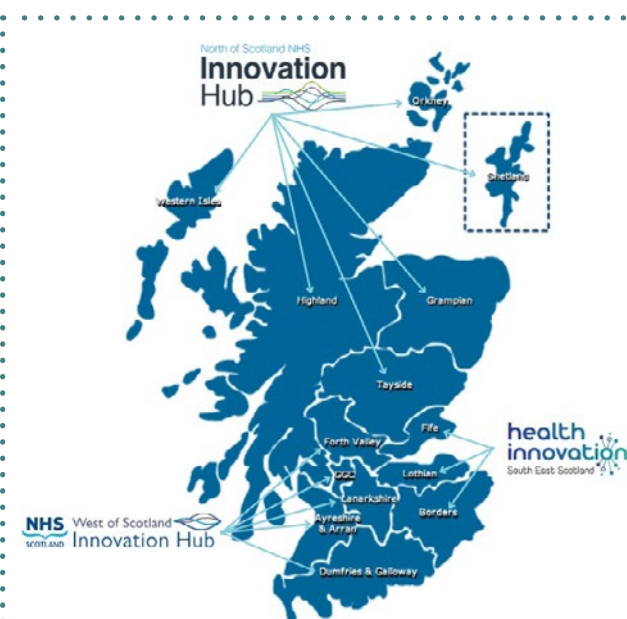 North of Scotland NHS
Innovation
Hub
Orkney
Shetland
Western Isles
Highland
Grampian
Tayside
Fife
Forth Valley
health
innovation
South East Scotland
GGC
Lothian
Lanarkshire
Borders
Ayreshire
& Arran
NHS
SCOTLAND
West of Scotland
Innovation Hub
Dumfries & Galloway